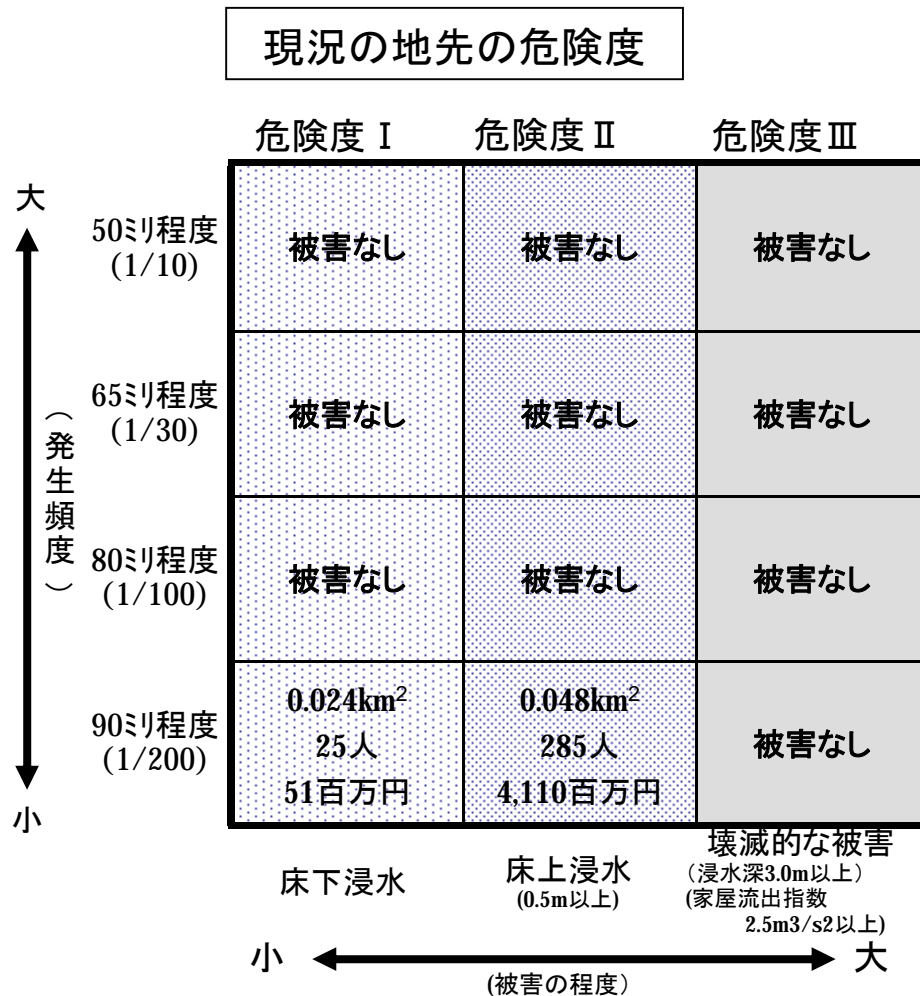 現況の地先の危険度
危険度Ⅰ
危険度Ⅱ
危険度Ⅲ
大
(発生頻度)
小
50ミリ程度
(1/10)
被害なし
被害なし
被害なし
65ミリ程度
(1/30)
被害なし
被害なし
被害なし
80ミリ程度
(1/100)
被害なし
被害なし
被害なし
90ミリ程度
(1/200)
0.024km²
25人
51百万円
0.048km²
285人
4,110百万円
被害なし
床下浸水
床上浸水
(0.5m以上)
壊滅的な被害
(浸水深3.0m以上)
(家屋流出指数
2.5m3/s2以上)
小
大
(被害の程度)